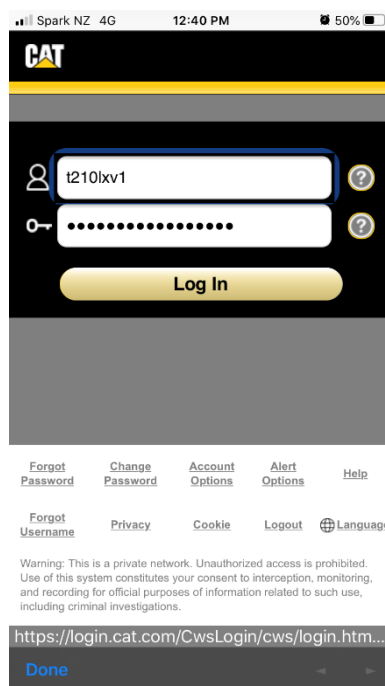 Spark NZ 4G 12:40 PM 50%
CAT
t210lxv1
•••••••••••••••••
Log In
Forgot Password
Change Password
Account Options
Alert Options
Help
Forgot Username
Privacy
Cookie
Logout
Languag
Warning: This is a private network. Unauthorized access is prohibited.
Use of this system constitutes your consent to interception, monitoring,
and recording for official purposes of information related to such use,
including criminal investigations.
https://login.cat.com/CwsLogin/cws/login.htm...
Done